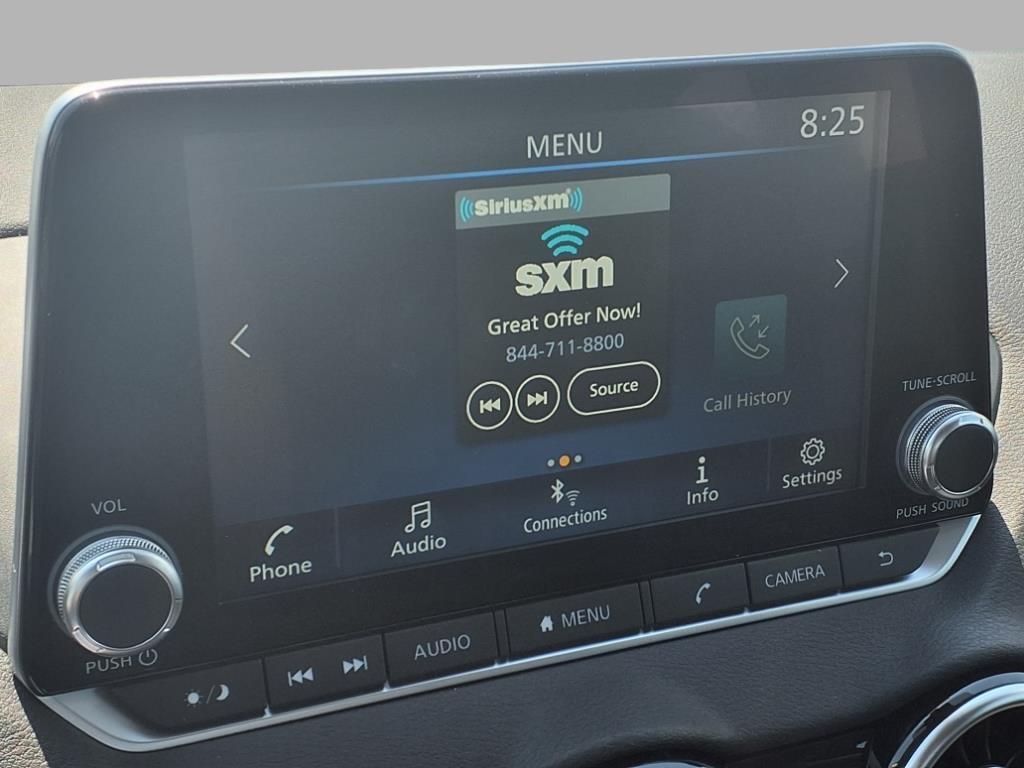 MENU
8:25
SiriusXm
sxm
Great Offer Now!
844-711-8800
Source
Call History
TUNE·SCROLL
PUSH SOUND
VOL
PUSH
Phone
Audio
Connections
Info
Settings
AUDIO
MENU
CAMERA